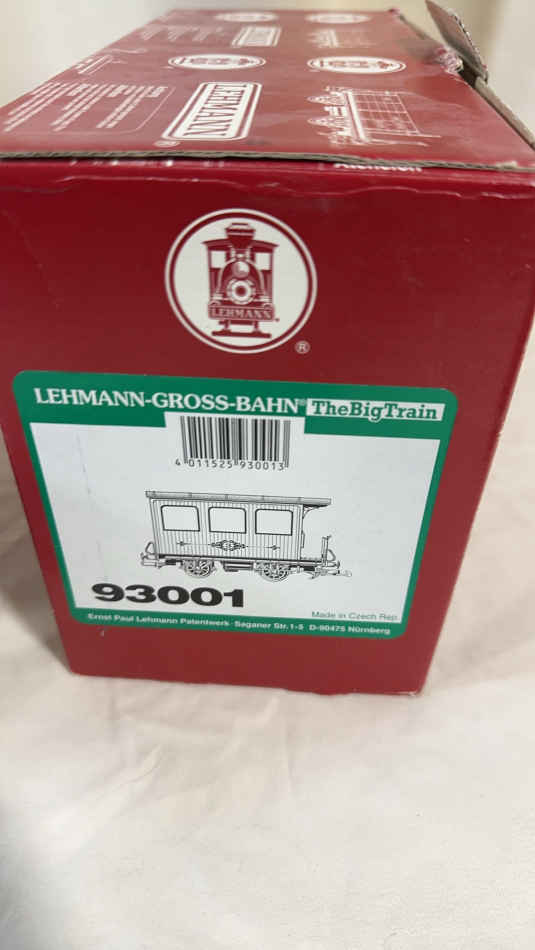 LEHMANN
LEHMANN
LEHMANN
®
LEHMANN-GROSS-BAHN® The Big Train
4 011525 930013
93001
Made in Czech Rep.
Ernst Paul Lehmann Patentwerk · Saganer Str. 1-5 D-90475 Nürnberg